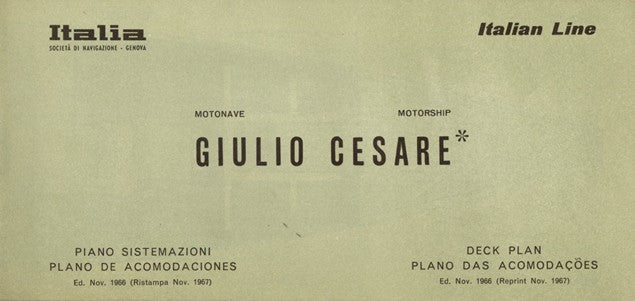 Italia
SOCIETÀ DI NAVIGAZIONE - GENOVA
Italian Line
MOTONAVE
MOTORSHIP
GIULIO CESARE*
PIANO SISTEMAZIONI
PLANO DE ACOMODACIONES
Ed. Nov. 1966 (Ristampa Nov. 1967)
DECK PLAN
PLANO DAS ACOMODAÇÕES
Ed. Nov. 1966 (Reprint Nov. 1967)